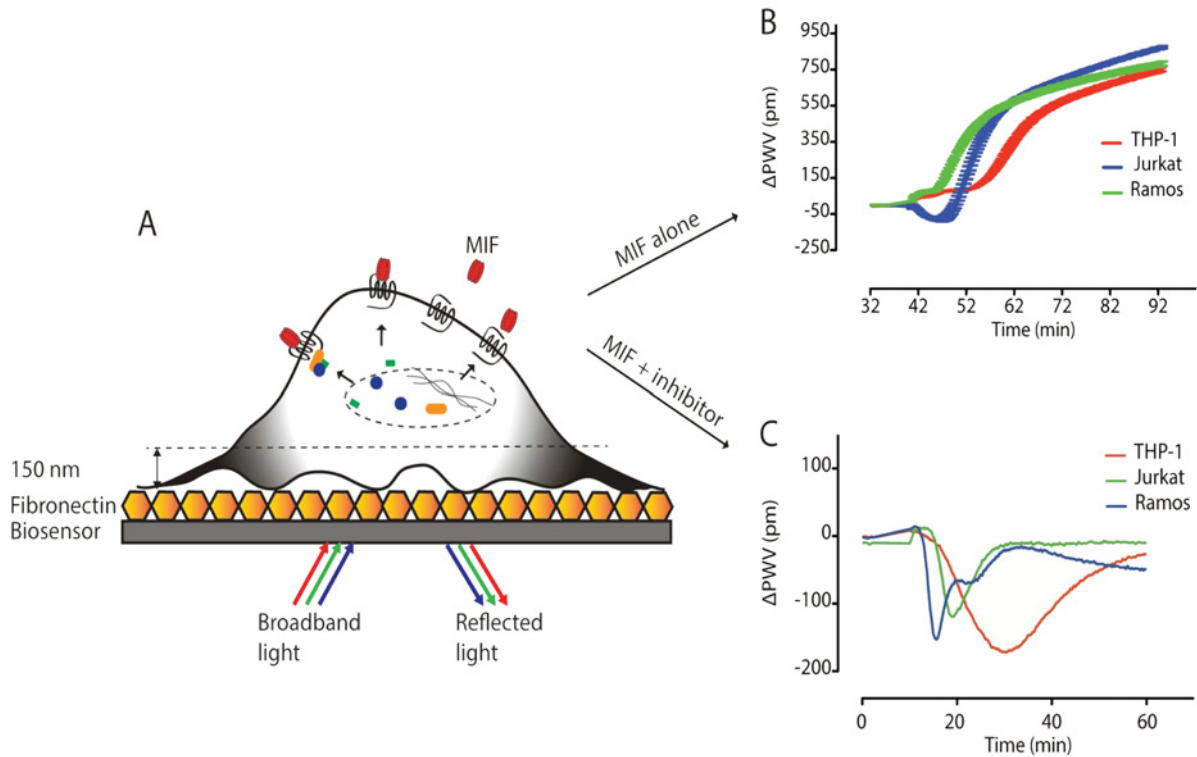 A
MIF
150 nm
Fibronectin
Biosensor
Broadband
light
Reflected
light
MIF alone
MIF + inhibitor
B
ΔPWV (pm)
950
750
550
350
150
-50
-250
THP-1
Jurkat
Ramos
32 42 52 62 72 82 92
Time (min)
C
ΔPWV (pm)
100
0
-100
-200
THP-1
Jurkat
Ramos
0 20 40 60
Time (min)